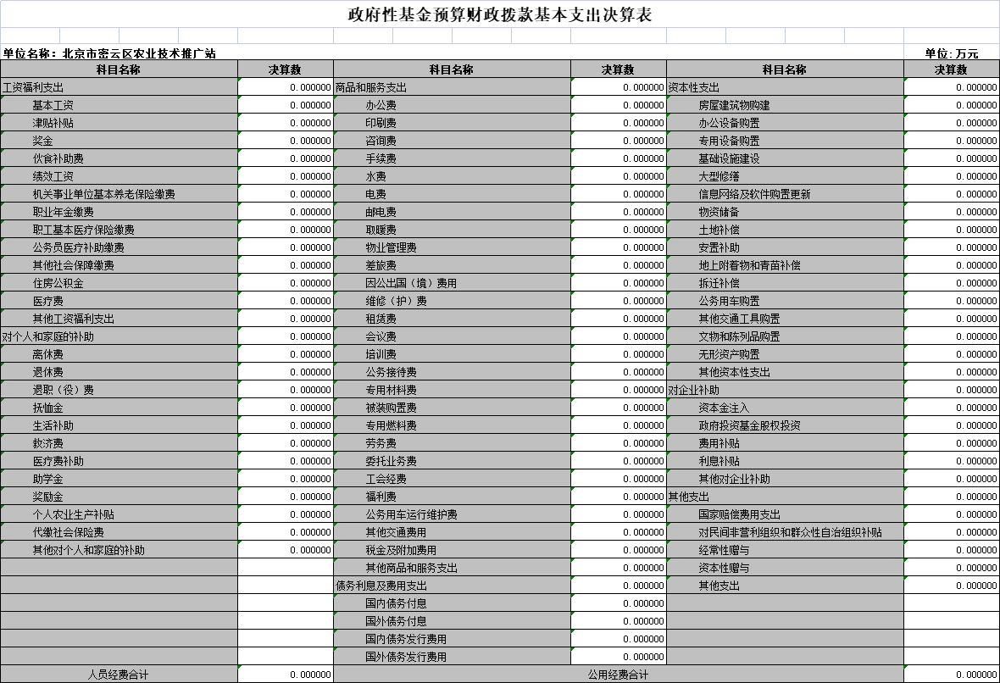 政府性基金预算财政拨款基本支出决算表
单位名称：北京市密云区农业技术推广站 单位:万元
科目名称 决算数 科目名称 决算数 科目名称 决算数
工资福利支出 0.000000 商品和服务支出 0.000000 资本性支出 0.000000
基本工资 0.000000 办公费 0.000000 房屋建筑物购建 0.000000
津贴补贴 0.000000 印刷费 0.000000 办公设备购置 0.000000
奖金 0.000000 咨询费 0.000000 专用设备购置 0.000000
伙食补助费 0.000000 手续费 0.000000 基础设施建设 0.000000
绩效工资 0.000000 水费 0.000000 大型修缮 0.000000
机关事业单位基本养老保险缴费 0.000000 电费 0.000000 信息网络及软件购置更新 0.000000
职业年金缴费 0.000000 邮电费 0.000000 物资储备 0.000000
职工基本医疗保险缴费 0.000000 取暖费 0.000000 土地补偿 0.000000
公务员医疗补助缴费 0.000000 物业管理费 0.000000 安置补助 0.000000
其他社会保障缴费 0.000000 差旅费 0.000000 地上附着物和青苗补偿 0.000000
住房公积金 0.000000 因公出国（境）费用 0.000000 拆迁补偿 0.000000
医疗费 0.000000 维修（护）费 0.000000 公务用车购置 0.000000
其他工资福利支出 0.000000 租赁费 0.000000 其他交通工具购置 0.000000
对个人和家庭的补助 0.000000 会议费 0.000000 文物和陈列品购置 0.000000
离休费 0.000000 培训费 0.000000 无形资产购置 0.000000
退休费 0.000000 公务接待费 0.000000 其他资本性支出 0.000000
退职（役）费 0.000000 专用材料费 0.000000 对企业补助 0.000000
抚恤金 0.000000 被装购置费 0.000000 资本金注入 0.000000
生活补助 0.000000 专用燃料费 0.000000 政府投资基金股权投资 0.000000
救济费 0.000000 劳务费 0.000000 费用补贴 0.000000
医疗费补助 0.000000 委托业务费 0.000000 利息补贴 0.000000
助学金 0.000000 工会经费 0.000000 其他对企业补助 0.000000
奖励金 0.000000 福利费 0.000000 其他支出 0.000000
个人农业生产补贴 0.000000 公务用车运行维护费 0.000000 国家赔偿费用支出 0.000000
代缴社会保险费 0.000000 其他交通费用 0.000000 对民间非营利组织和群众性自治组织补贴 0.000000
其他对个人和家庭的补助 0.000000 税金及附加费用 0.000000 经常性赠与 0.000000
其他商品和服务支出 0.000000 资本性赠与 0.000000
债务利息及费用支出 0.000000 其他支出 0.000000
国内债务付息 0.000000
国外债务付息 0.000000
国内债务发行费用 0.000000
国外债务发行费用 0.000000
人员经费合计 0.000000 公用经费合计 0.000000